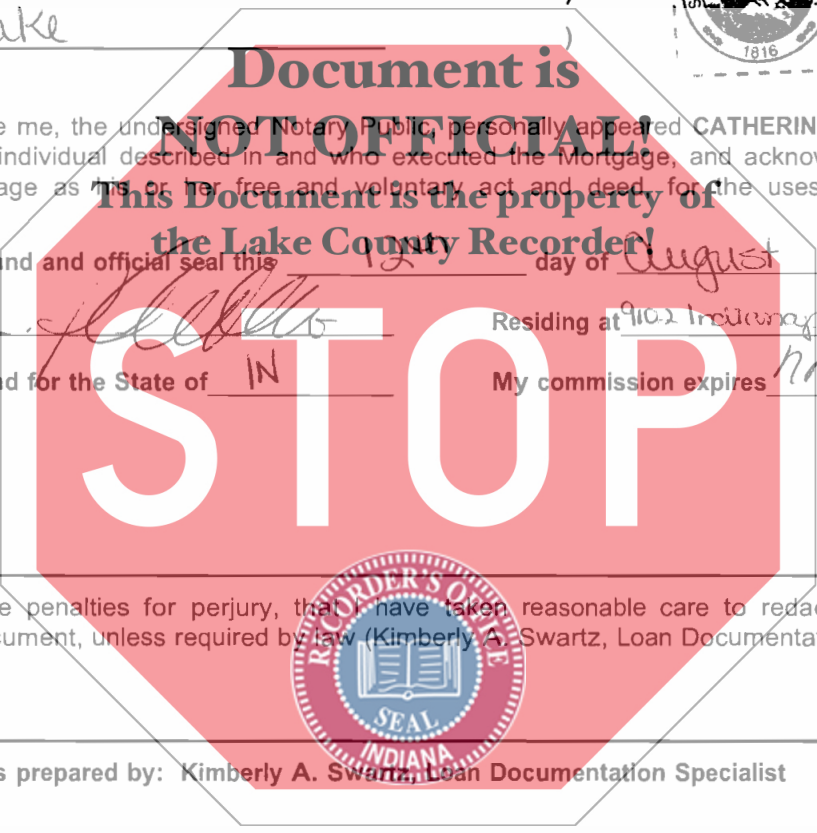 ake )
1816
Document is
NOT OFFICIAL!
This Document is the property of
the Lake County Recorder!
e me, the undersigned Notary Public, personally appeared CATHERIN
individual described in and who executed the Mortgage, and acknow
age as his or her free and voluntary act and deed, for the uses
nd and official seal this 12th day of August
Residing at 9102 Indianap
d for the State of IN My commission expires
STOP
e penalties for perjury, that I have taken reasonable care to redac
cument, unless required by law (Kimberly A. Swartz, Loan Documentat
RECORDER'S OFFICE
SEAL
INDIANA
s prepared by: Kimberly A. Swartz, Loan Documentation Specialist